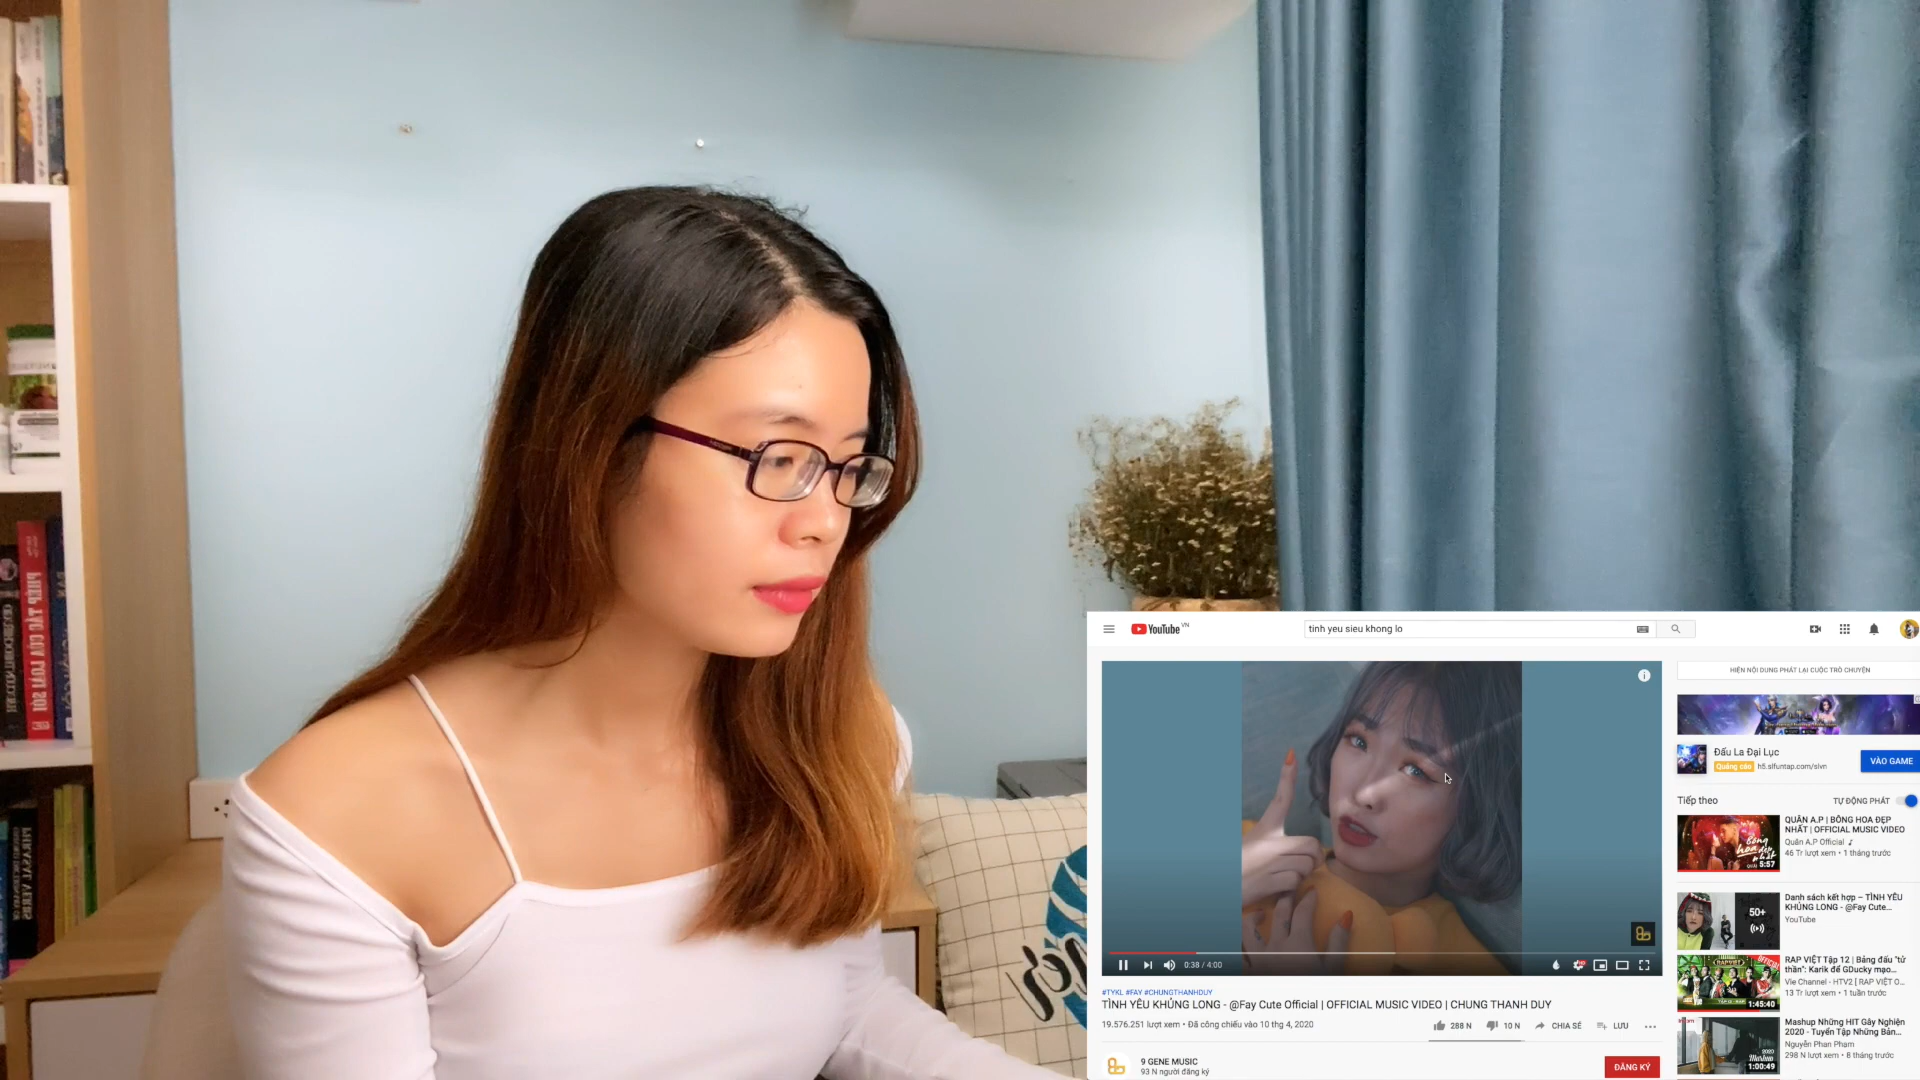 YouTube VN
tinh yeu sieu khong lo
HIỆN NỘI DUNG PHÁT LẠI CUỘC TRÒ CHUYỆN
Đấu La Đại Lục
Quảng cáo h5.slfuntap.com/slvn
VÀO GAME
Tiếp theo
TỰ ĐỘNG PHÁT
QUÂN A.P | BÔNG HOA ĐẸP
NHẤT | OFFICIAL MUSIC VIDEO
Quân A.P Official
46 Tr lượt xem • 1 tháng trước
5:57
Danh sách kết hợp – TÌNH YÊU
KHỦNG LONG - @Fay Cute...
YouTube
50+
RAP VIỆT Tập 12 | Bảng đấu "tử
thần": Karik để GDucky mạo...
Vie Channel - HTV2 [ RAP VIỆT O...
13 Tr lượt xem • 1 tuần trước
1:45:40
Mashup Những HIT Gây Nghiện
2020 - Tuyển Tập Những Bản...
Nguyễn Phan Phạm
298 N lượt xem • 8 tháng trước
1:00:49
0:38 / 4:00
#TYKL #FAY #CHUNGTHANHDUY
TÌNH YÊU KHỦNG LONG - @Fay Cute Official | OFFICIAL MUSIC VIDEO | CHUNG THANH DUY
19.576.251 lượt xem • Đã công chiếu vào 10 thg 4, 2020
288 N
10 N
CHIA SẺ
LƯU
9 GENE MUSIC
93 N người đăng ký
ĐĂNG KÝ